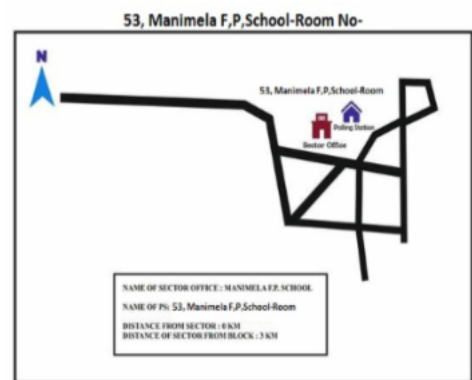 53, Manimela F,P,School-Room No-
N
53, Manimela F,P,School-Room
Polling Station
Sector Office
NAME OF SECTOR OFFICE : MANIMELA F.P. SCHOOL
NAME OF PS: 53, Manimela F,P,School-Room
DISTANCE FROM SECTOR : 0 KM
DISTANCE OF SECTOR FROM BLOCK : 3 KM